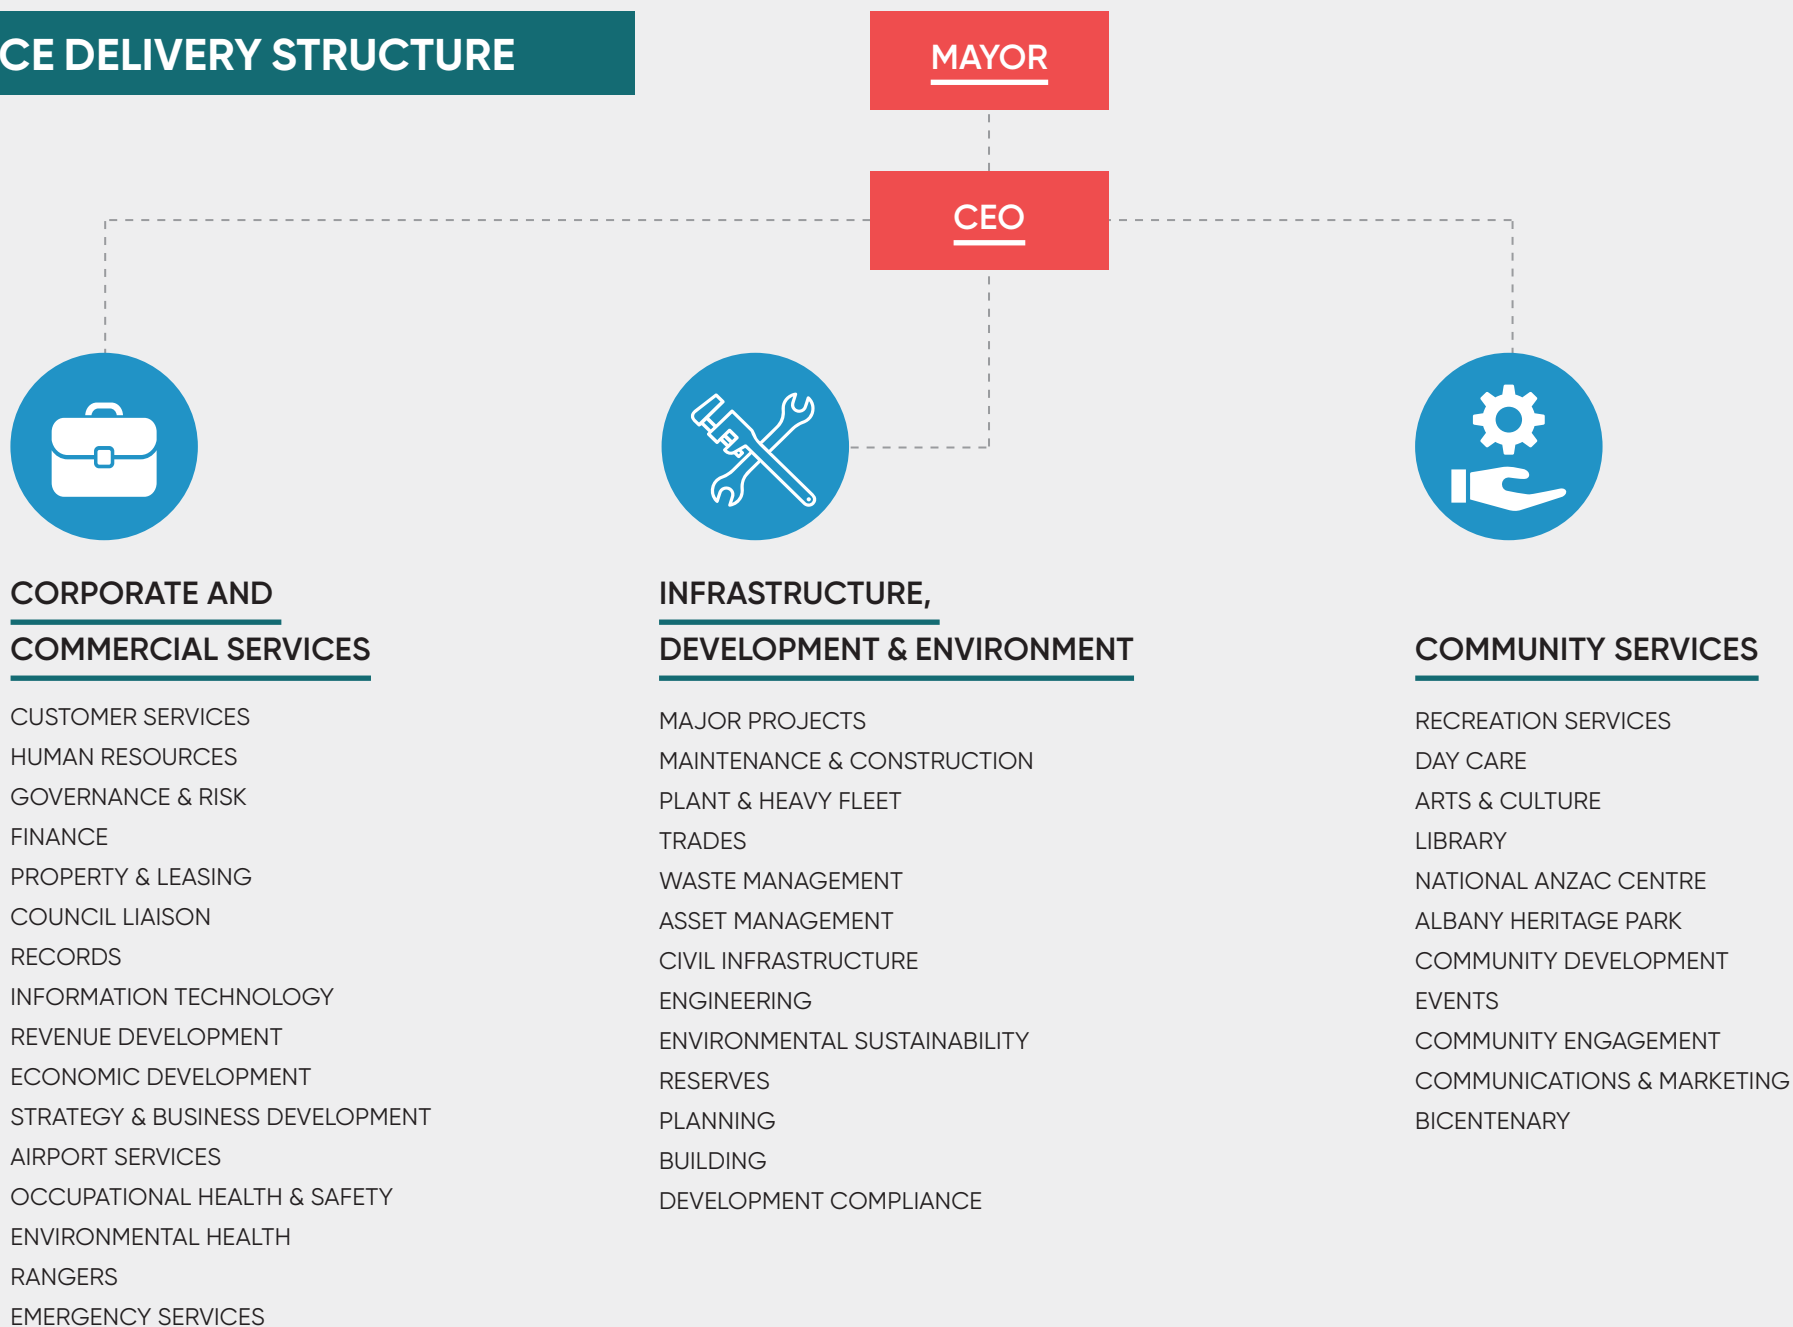 CE DELIVERY STRUCTURE
MAYOR
CEO
CORPORATE AND
COMMERCIAL SERVICES
CUSTOMER SERVICES
HUMAN RESOURCES
GOVERNANCE & RISK
FINANCE
PROPERTY & LEASING
COUNCIL LIAISON
RECORDS
INFORMATION TECHNOLOGY
REVENUE DEVELOPMENT
ECONOMIC DEVELOPMENT
STRATEGY & BUSINESS DEVELOPMENT
AIRPORT SERVICES
OCCUPATIONAL HEALTH & SAFETY
ENVIRONMENTAL HEALTH
RANGERS
EMERGENCY SERVICES
INFRASTRUCTURE,
DEVELOPMENT & ENVIRONMENT
MAJOR PROJECTS
MAINTENANCE & CONSTRUCTION
PLANT & HEAVY FLEET
TRADES
WASTE MANAGEMENT
ASSET MANAGEMENT
CIVIL INFRASTRUCTURE
ENGINEERING
ENVIRONMENTAL SUSTAINABILITY
RESERVES
PLANNING
BUILDING
DEVELOPMENT COMPLIANCE
COMMUNITY SERVICES
RECREATION SERVICES
DAY CARE
ARTS & CULTURE
LIBRARY
NATIONAL ANZAC CENTRE
ALBANY HERITAGE PARK
COMMUNITY DEVELOPMENT
EVENTS
COMMUNITY ENGAGEMENT
COMMUNICATIONS & MARKETING
BICENTENARY